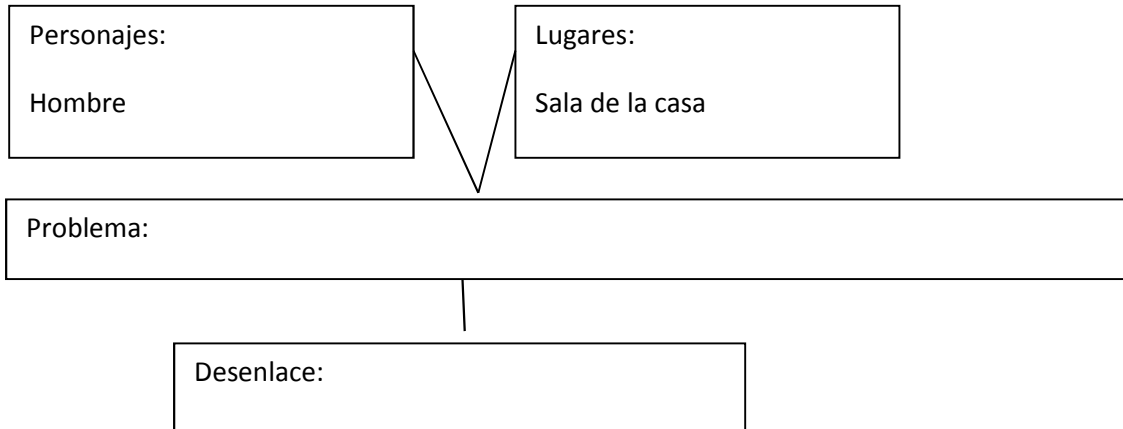 Personajes:
Hombre
Lugares:
Sala de la casa
Problema:
Desenlace: